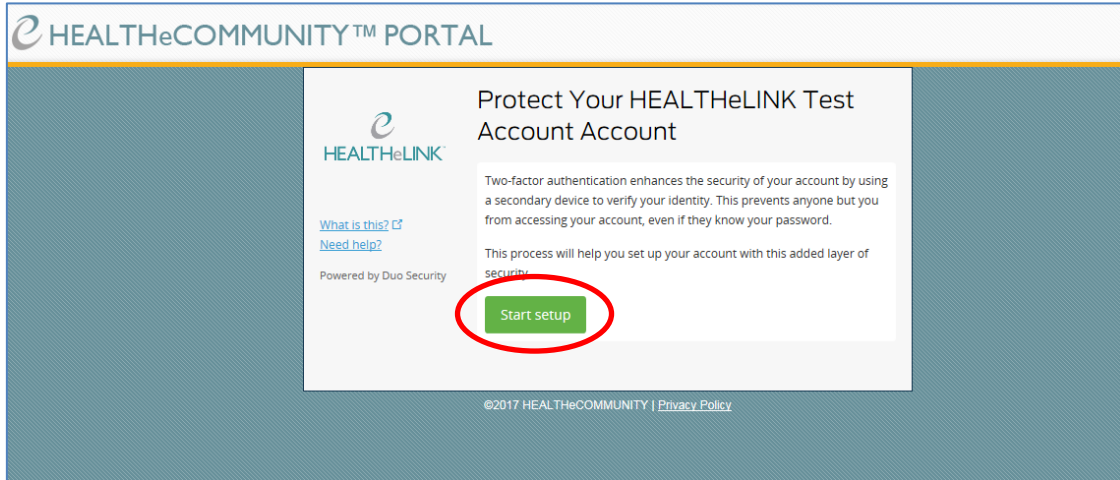 HEALTHeCOMMUNITY™ PORTAL
HEALTHeLINK™
What is this?
Need help?
Powered by Duo Security
Protect Your HEALTHeLINK Test
Account Account
Two-factor authentication enhances the security of your account by using
a secondary device to verify your identity. This prevents anyone but you
from accessing your account, even if they know your password.
This process will help you set up your account with this added layer of
security.
Start setup
©2017 HEALTHeCOMMUNITY | Privacy Policy